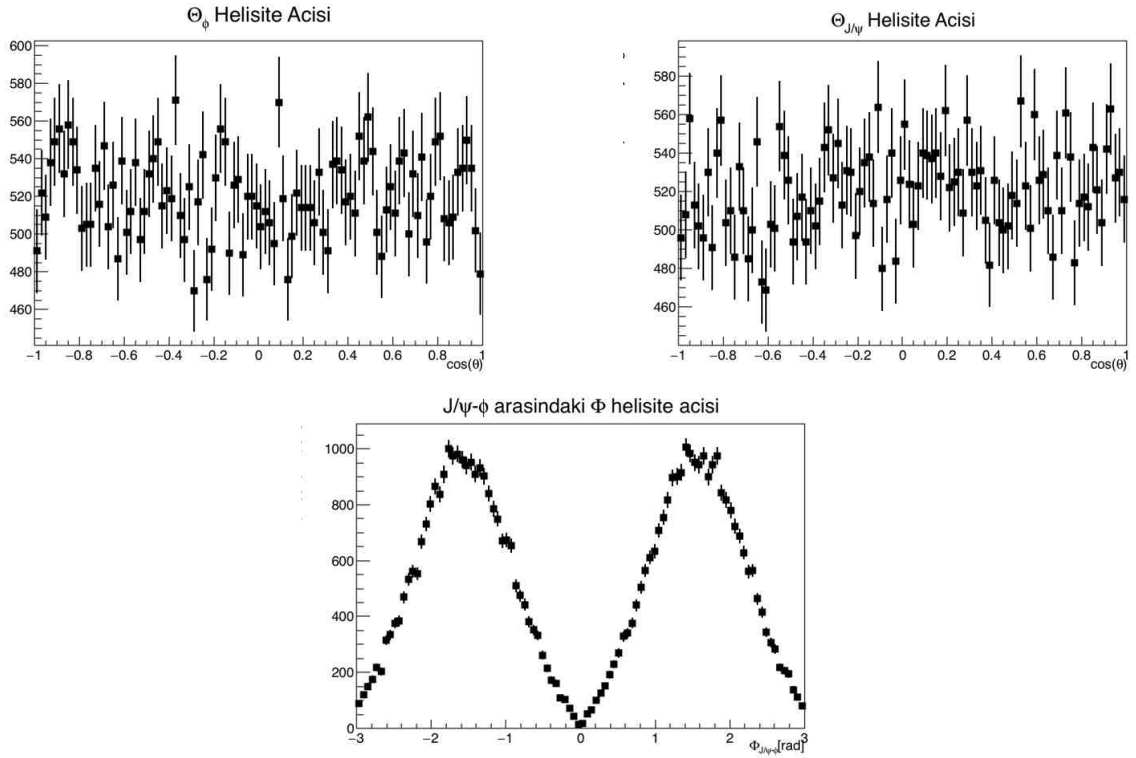 Θφ Helisite Acisi
600
580
560
540
520
500
480
460
−1 −0.8 −0.6 −0.4 −0.2 0 0.2 0.4 0.6 0.8 1
cos(θ)
ΘJ/ψ Helisite Acisi
580
560
540
520
500
480
460
440
−1 −0.8 −0.6 −0.4 −0.2 0 0.2 0.4 0.6 0.8 1
cos(θ)
J/ψ-φ arasindaki Φ helisite acisi
1000
800
600
400
200
0
−3 −2 −1 0 1 2 3
ΦJ/ψ-φ[rad]